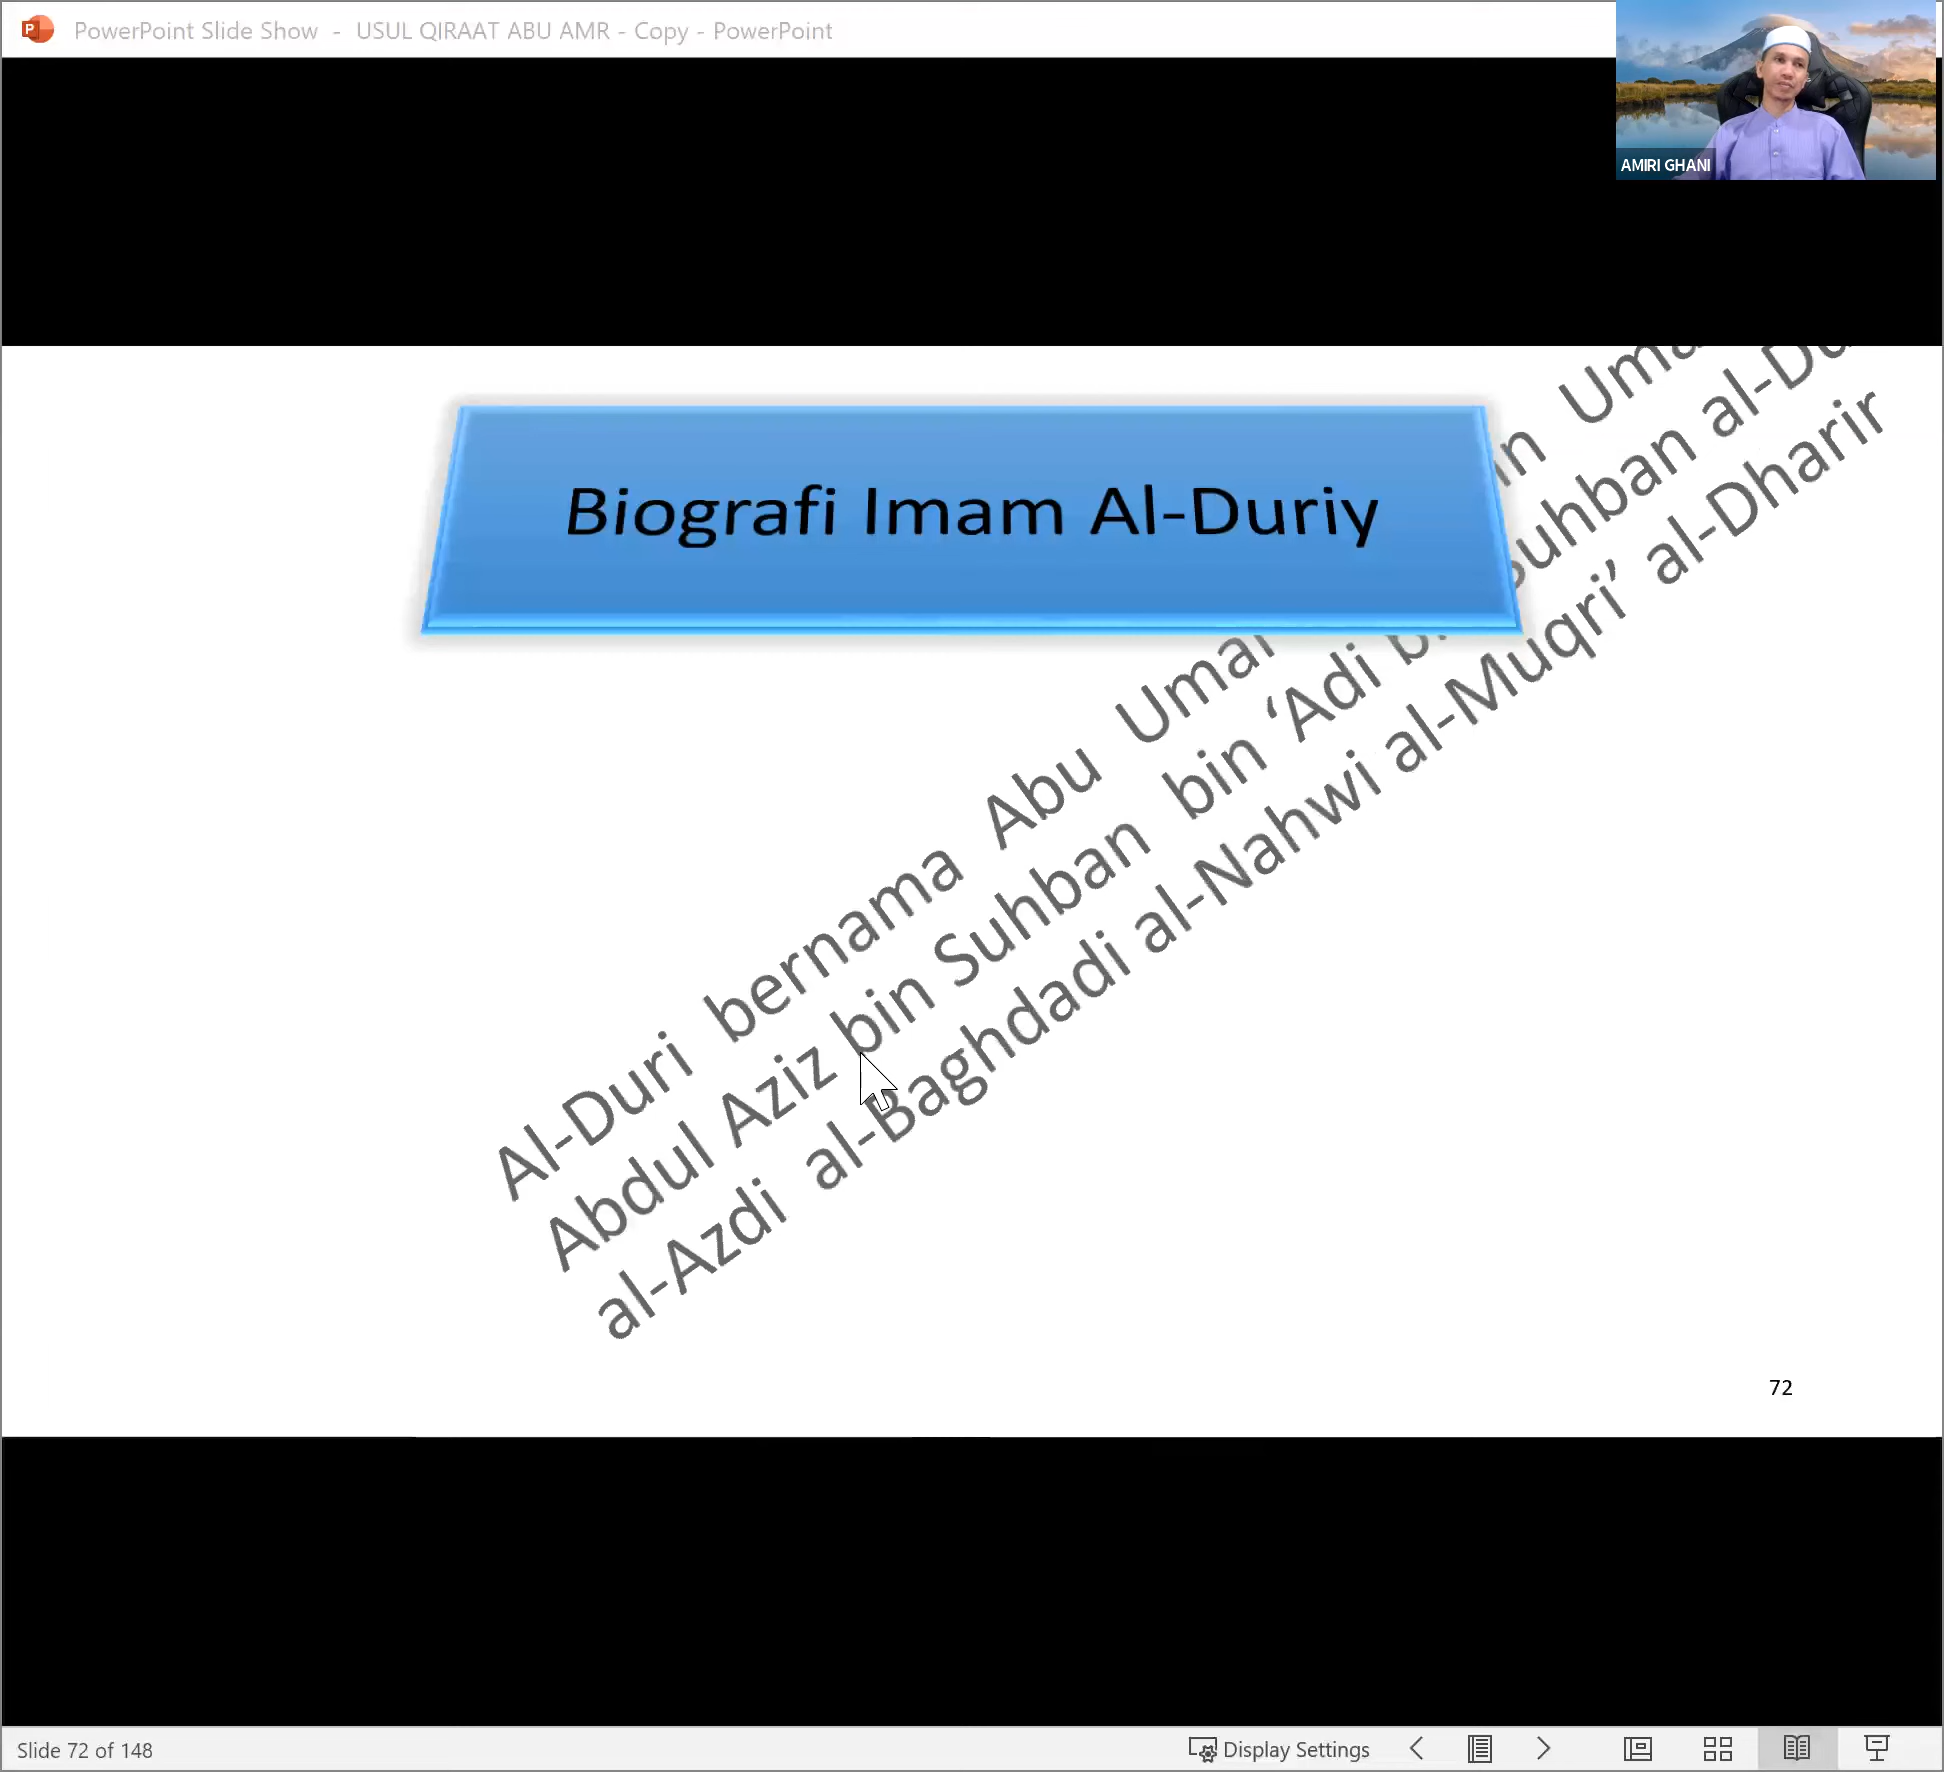 PowerPoint Slide Show - USUL QIRAAT ABU AMR - Copy - PowerPoint
AMIRI GHANI
Biografi Imam Al-Duriy
Al-Duri bernama Abu Umar
Abdul Aziz bin Suhban bin ‘Adi Suhban
al-Azdi al-Baghdadi al-Nahwi al-Muqri’ al-Dharir
72
Slide 72 of 148
Display Settings